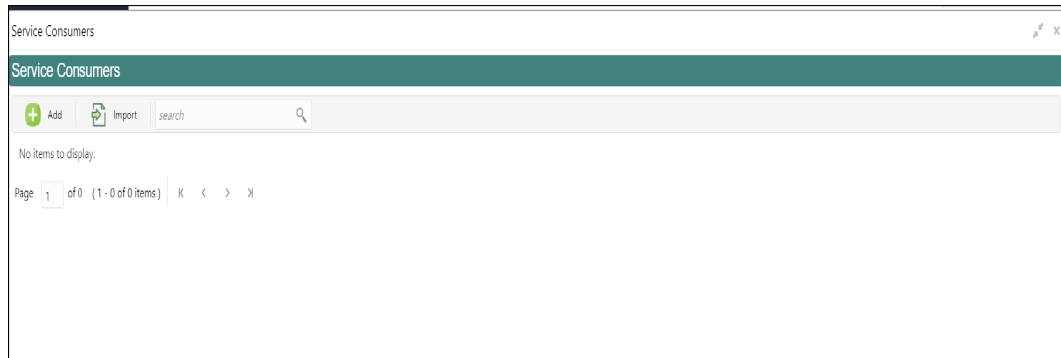 Service Consumers
Service Consumers
Add Import search
No items to display.
Page 1 of 0 ( 1 - 0 of 0 items )